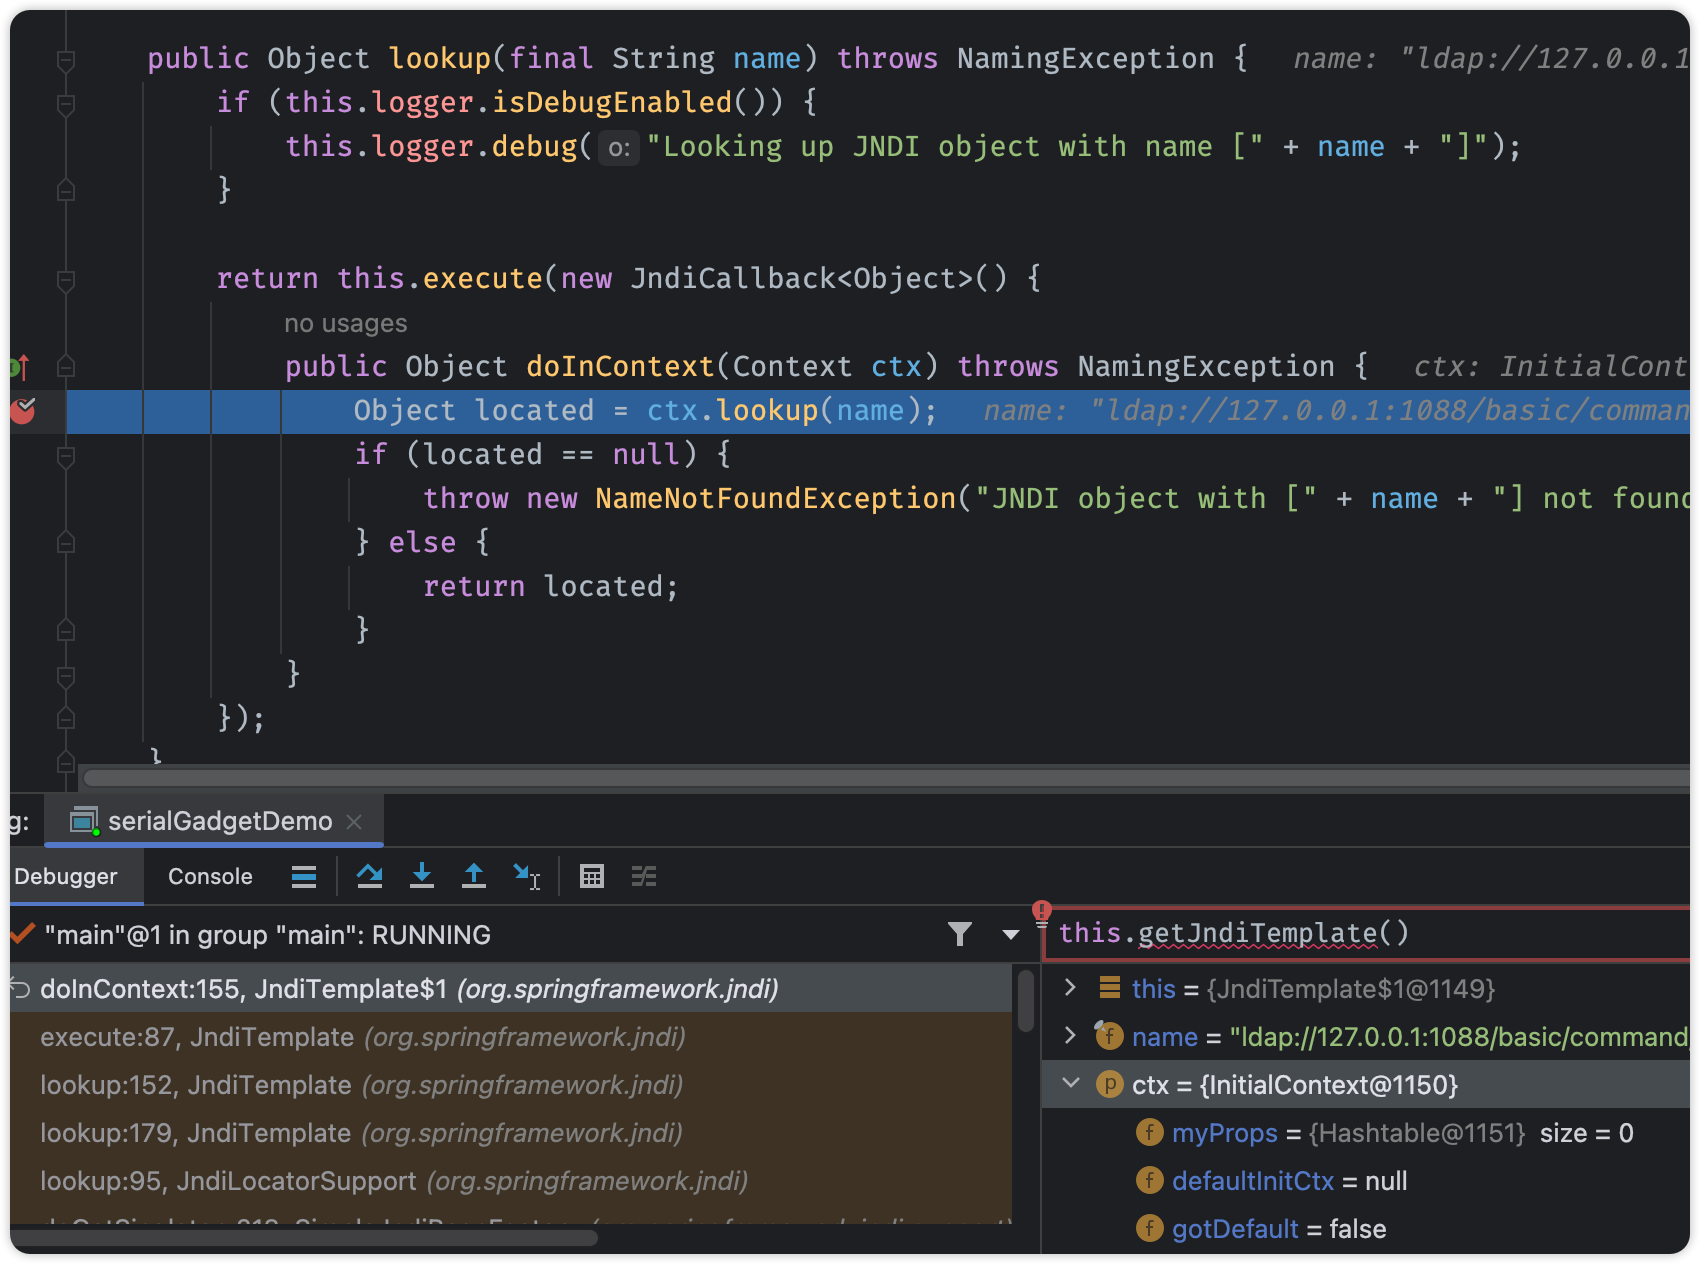 public Object lookup(final String name) throws NamingException {   name: "ldap://127.0.0.1
if (this.logger.isDebugEnabled()) {
this.logger.debug( o: "Looking up JNDI object with name [" + name + "]");
}
return this.execute(new JndiCallback<Object>() {
no usages
public Object doInContext(Context ctx) throws NamingException {   ctx: InitialCont
Object located = ctx.lookup(name);   name: "ldap://127.0.0.1:1088/basic/comman
if (located == null) {
throw new NameNotFoundException("JNDI object with [" + name + "] not found
} else {
return located;
}
}
});
}
g: serialGadgetDemo
Debugger Console
"main"@1 in group "main": RUNNING
this.getJndiTemplate()
doInContext:155, JndiTemplate$1 (org.springframework.jndi)
execute:87, JndiTemplate (org.springframework.jndi)
lookup:152, JndiTemplate (org.springframework.jndi)
lookup:179, JndiTemplate (org.springframework.jndi)
lookup:95, JndiLocatorSupport (org.springframework.jndi)
this = {JndiTemplate$1@1149}
name = "ldap://127.0.0.1:1088/basic/command
ctx = {InitialContext@1150}
myProps = {Hashtable@1151} size = 0
defaultInitCtx = null
gotDefault = false